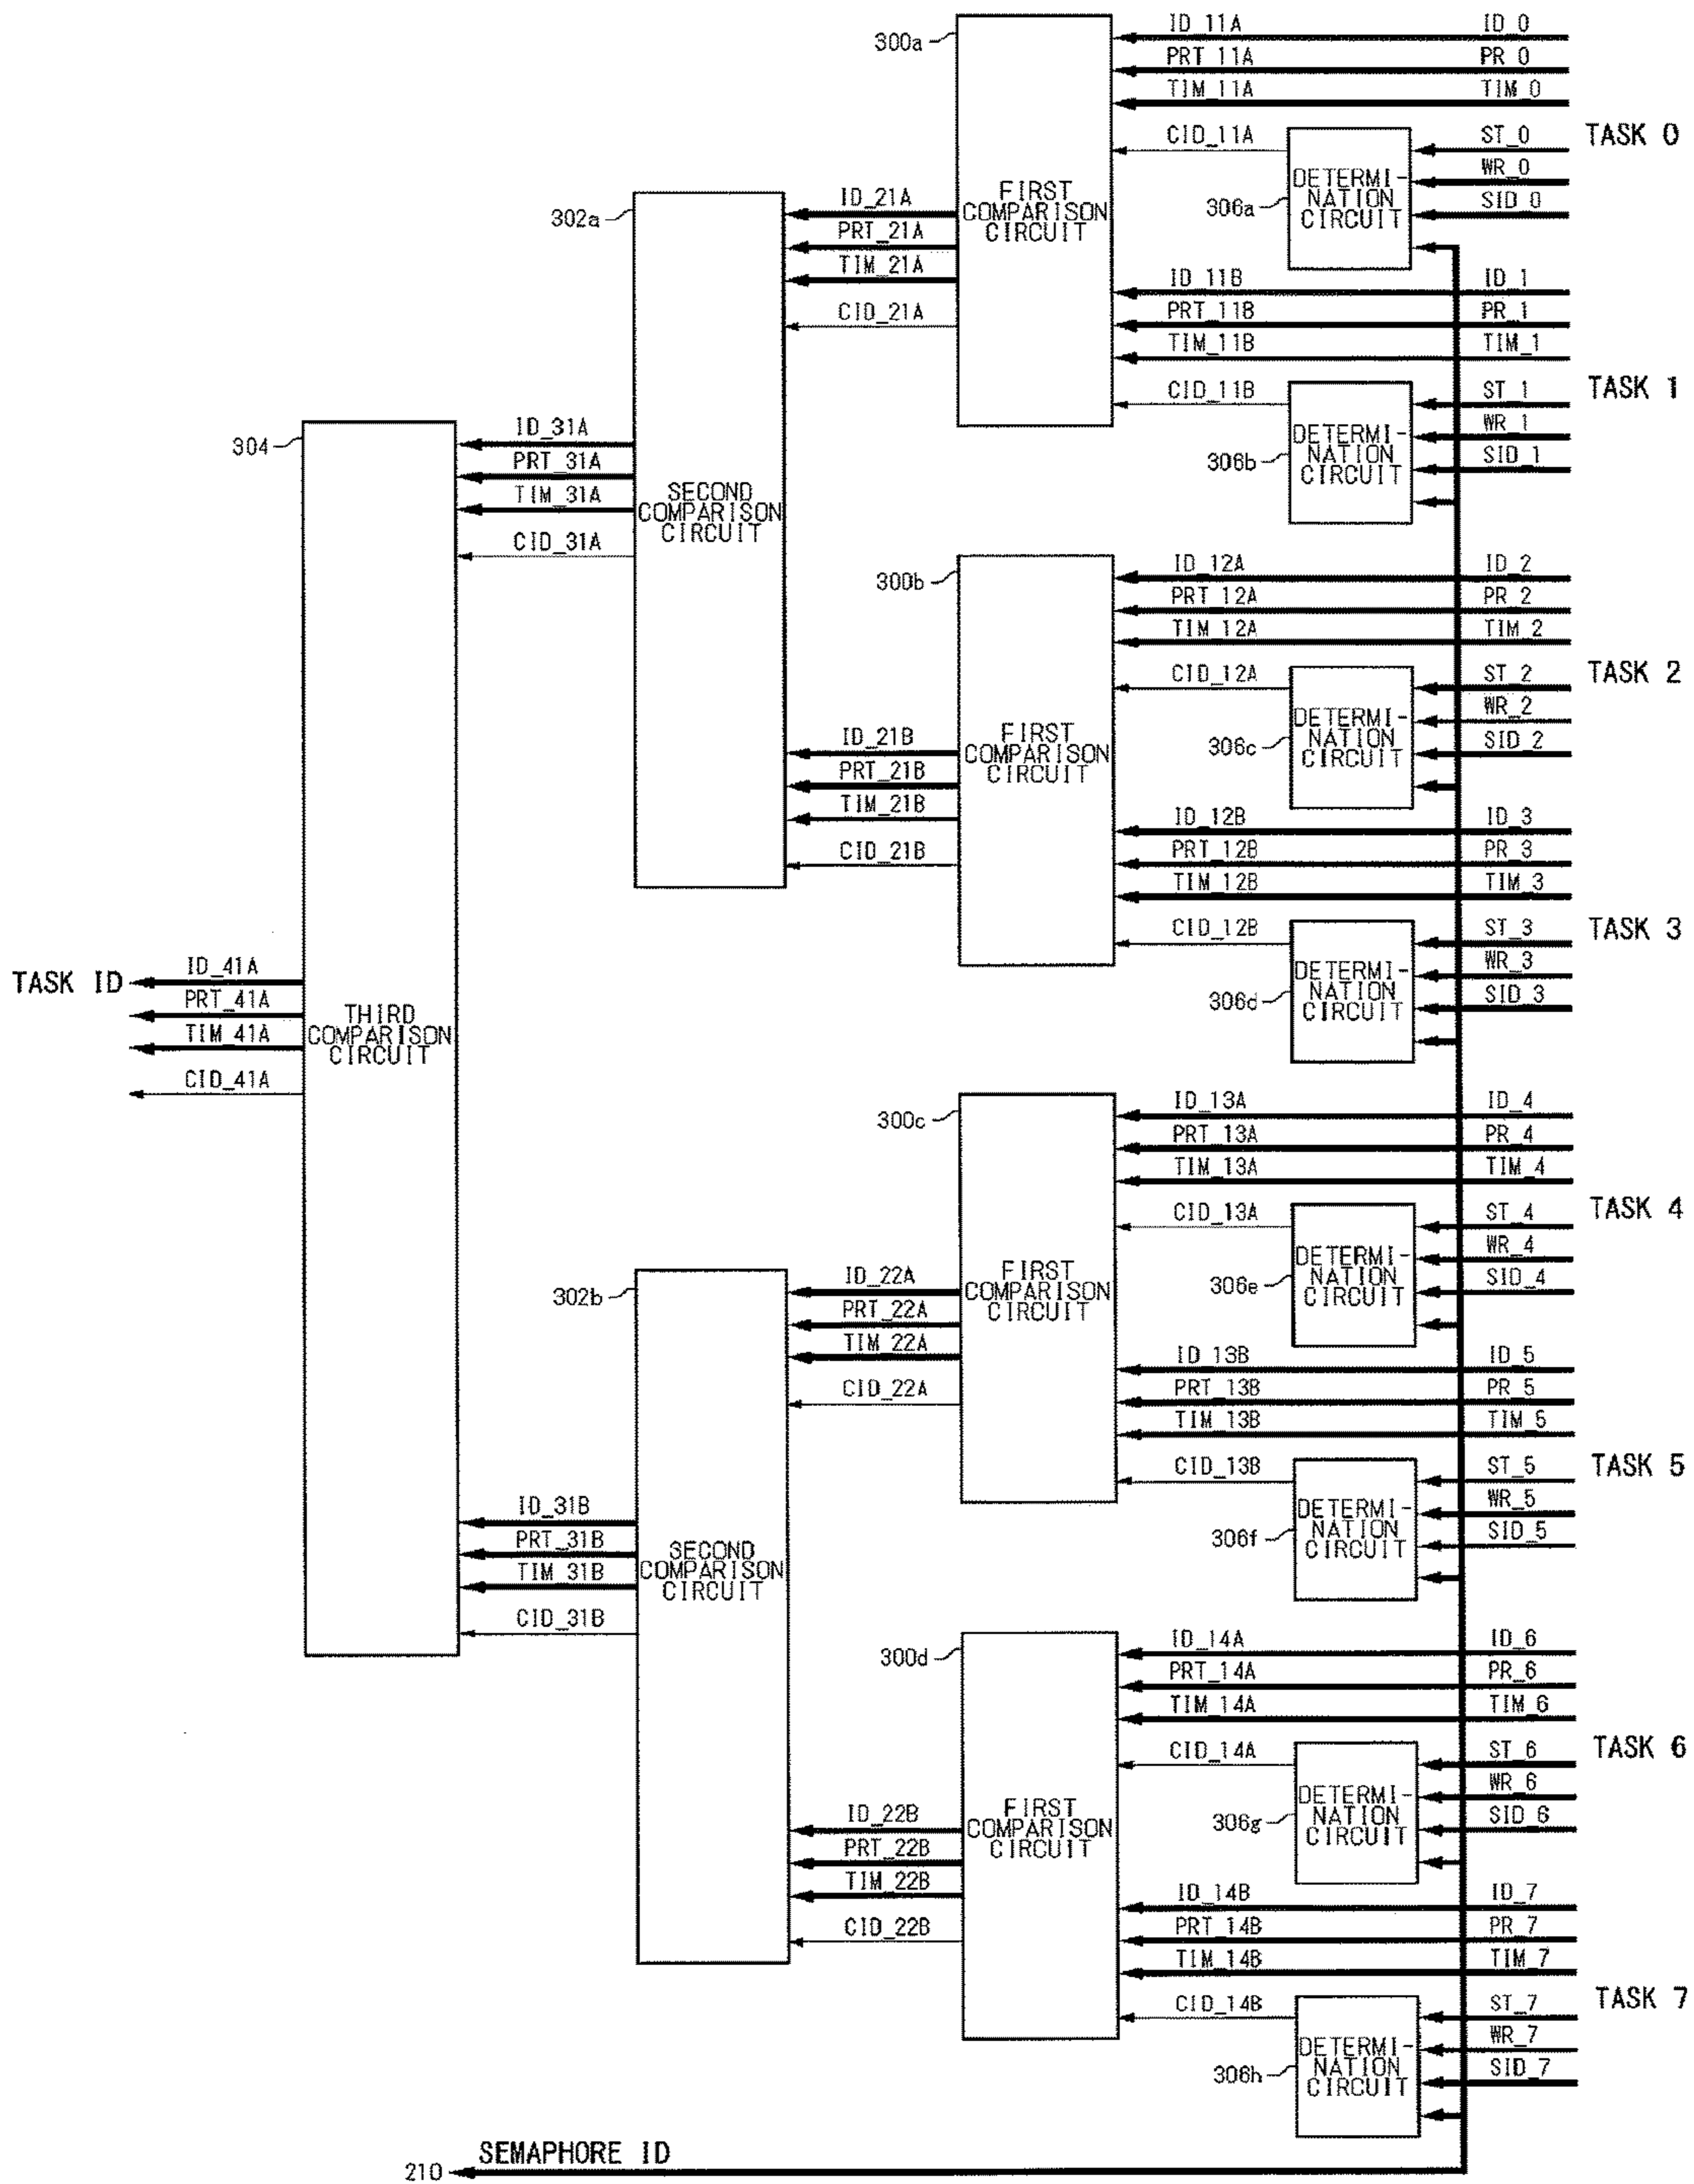 ID_11A ID_0
300a
PRT_11A PR_0
TIM_11A TIM_0
TASK 0
CID_11A ST_0
WR_0
SID_0
DETERMI-
NATION
CIRCUIT
306a
FIRST
COMPARISON
CIRCUIT
302a
ID_21A
PRT_21A
TIM_21A
CID_21A
ID_11B ID_1
PRT_11B PR_1
TIM_11B TIM_1
TASK 1
CID_11B ST_1
WR_1
SID_1
DETERMI-
NATION
CIRCUIT
306b
304
ID_31A
PRT_31A
TIM_31A
CID_31A
SECOND
COMPARISON
CIRCUIT
300b
ID_12A ID_2
PRT_12A PR_2
TIM_12A TIM_2
TASK 2
CID_12A ST_2
WR_2
SID_2
DETERMI-
NATION
CIRCUIT
306c
FIRST
COMPARISON
CIRCUIT
ID_21B
PRT_21B
TIM_21B
CID_21B
ID_12B ID_3
PRT_12B PR_3
TIM_12B TIM_3
TASK 3
CID_12B ST_3
WR_3
SID_3
DETERMI-
NATION
CIRCUIT
306d
TASK ID
ID_41A
PRT_41A
TIM_41A
CID_41A
THIRD
COMPARISON
CIRCUIT
300c
ID_13A ID_4
PRT_13A PR_4
TIM_13A TIM_4
TASK 4
CID_13A ST_4
WR_4
SID_4
DETERMI-
NATION
CIRCUIT
306e
FIRST
COMPARISON
CIRCUIT
302b
ID_22A
PRT_22A
TIM_22A
CID_22A
ID_13B ID_5
PRT_13B PR_5
TIM_13B TIM_5
TASK 5
CID_13B ST_5
WR_5
SID_5
DETERMI-
NATION
CIRCUIT
306f
ID_31B
PRT_31B
TIM_31B
CID_31B
SECOND
COMPARISON
CIRCUIT
300d
ID_14A ID_6
PRT_14A PR_6
TIM_14A TIM_6
TASK 6
CID_14A ST_6
WR_6
SID_6
DETERMI-
NATION
CIRCUIT
306g
FIRST
COMPARISON
CIRCUIT
ID_22B
PRT_22B
TIM_22B
CID_22B
ID_14B ID_7
PRT_14B PR_7
TIM_14B TIM_7
TASK 7
CID_14B ST_7
WR_7
SID_7
DETERMI-
NATION
CIRCUIT
306h
SEMAPHORE ID
210